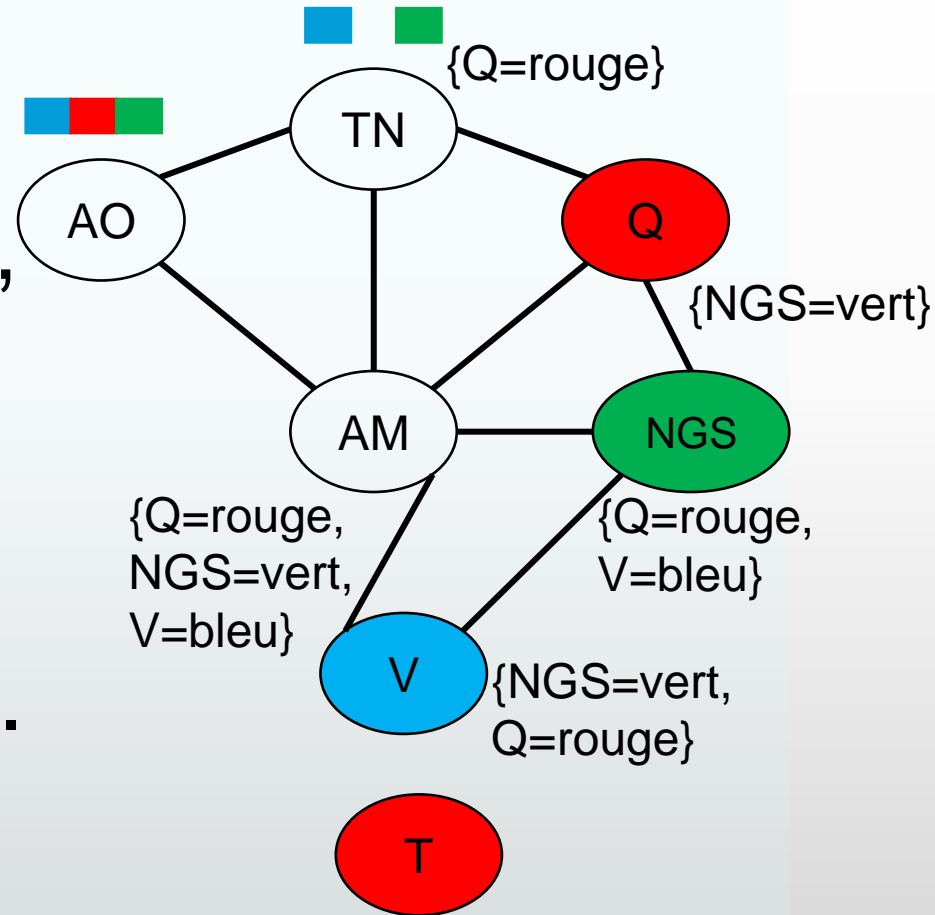 {Q=rouge}
TN
AO
Q
,
{NGS=vert}
AM
NGS
{Q=rouge,
NGS=vert,
V=bleu}
{Q=rouge,
V=bleu}
V
{NGS=vert,
Q=rouge}
.
T